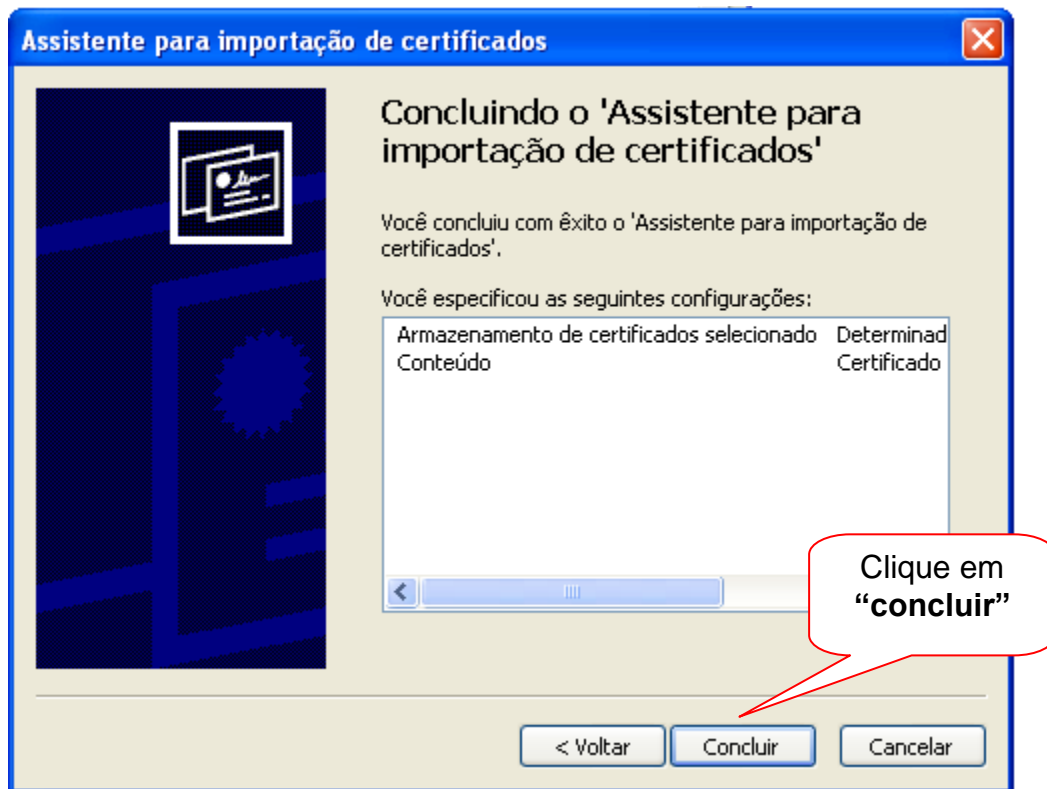 Assistente para importação de certificados
Concluindo o 'Assistente para
importação de certificados'
Você concluiu com êxito o 'Assistente para importação de
certificados'.
Você especificou as seguintes configurações:
Armazenamento de certificados selecionado Determinad
Conteúdo Certificado
Clique em
“concluir”
< Voltar Concluir Cancelar